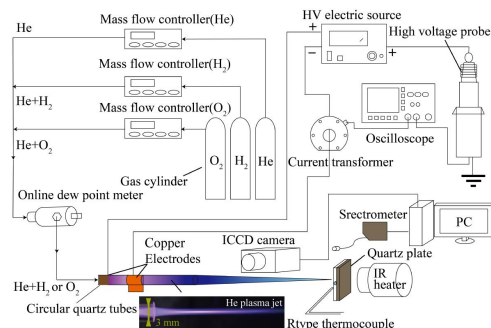 He
Mass flow controller(He)
HV electric source
High voltage probe
Mass flow controller(H2)
He+H2
Mass flow controller(O2)
He+O2
Oscilloscope
Current transformer
Gas cylinder
O2
H2
He
Online dew point meter
Copper
Electrodes
ICCD camera
Srectrometer
PC
Quartz plate
IR
heater
He+H2 or O2
Circular quartz tubes
He plasma jet
3 mm
Rtype thermocouple